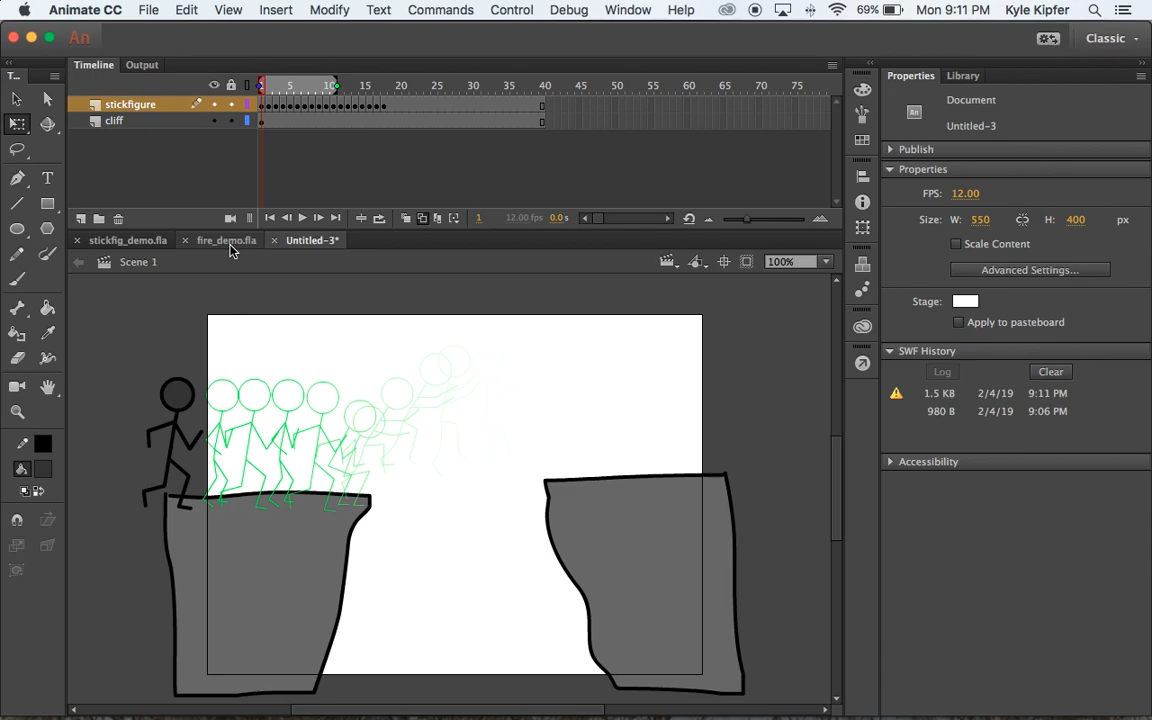 Animate CC File Edit View Insert Modify Text Commands Control Debug Window Help 69% Mon 9:11 PM Kyle Kipfer
An Classic
Timeline Output
T...
Properties Library
1 5 10 15 20 25 30 35 40 45 50 55 60 65 70 75
stickfigure
cliff
An Document
Untitled-3
Publish
Properties
FPS: 12.00
Size: W: 550 H: 400 px
Scale Content
Advanced Settings...
Stage:
Apply to pasteboard
SWF History
Log Clear
1.5 KB 2/4/19 9:11 PM
980 B 2/4/19 9:06 PM
Accessibility
1 12.00 fps 0.0 s
stickfig_demo.fla fire_demo.fla Untitled-3*
Scene 1 100%
T